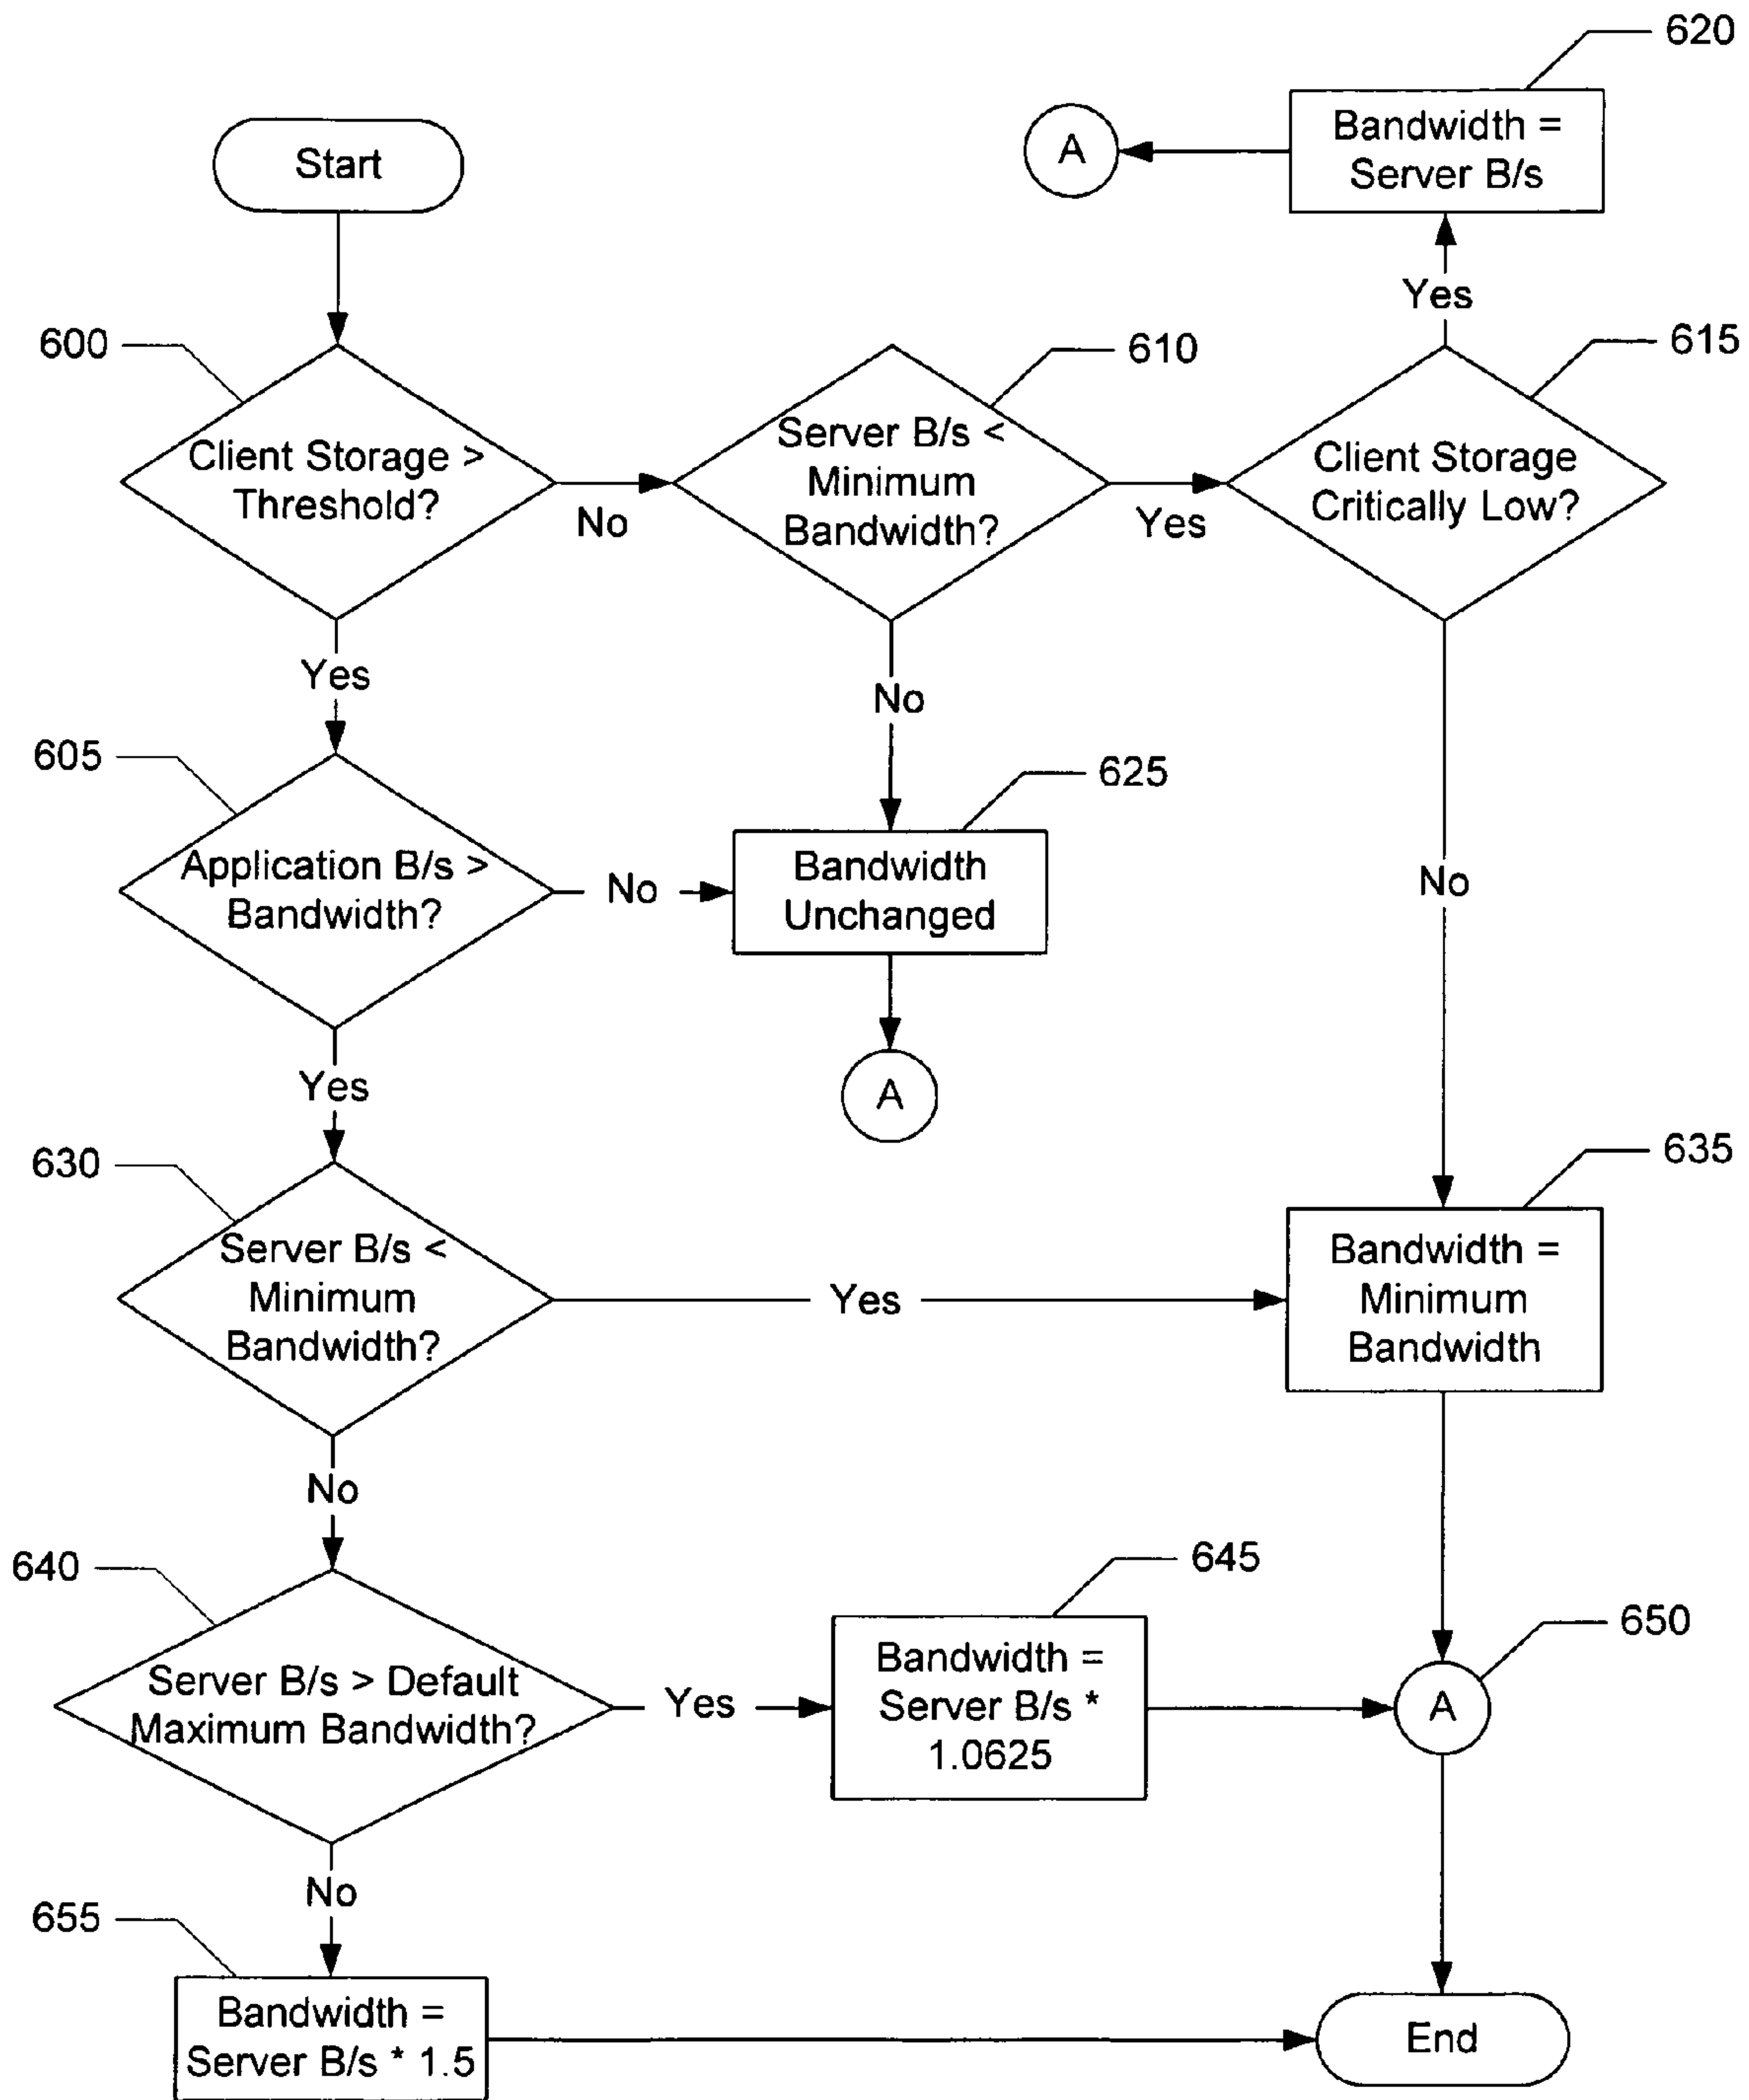 620
Bandwidth =
Server B/s
A
Start
Yes
600
610
615
Client Storage >
Threshold?
No
Server B/s <
Minimum
Bandwidth?
Yes
Client Storage
Critically Low?
Yes
No
605
625
Application B/s >
Bandwidth?
No
Bandwidth
Unchanged
No
Yes
A
630
635
Server B/s <
Minimum
Bandwidth?
Yes
Bandwidth =
Minimum
Bandwidth
No
640
645
650
Server B/s > Default
Maximum Bandwidth?
Yes
Bandwidth =
Server B/s *
1.0625
A
No
655
Bandwidth =
Server B/s * 1.5
End